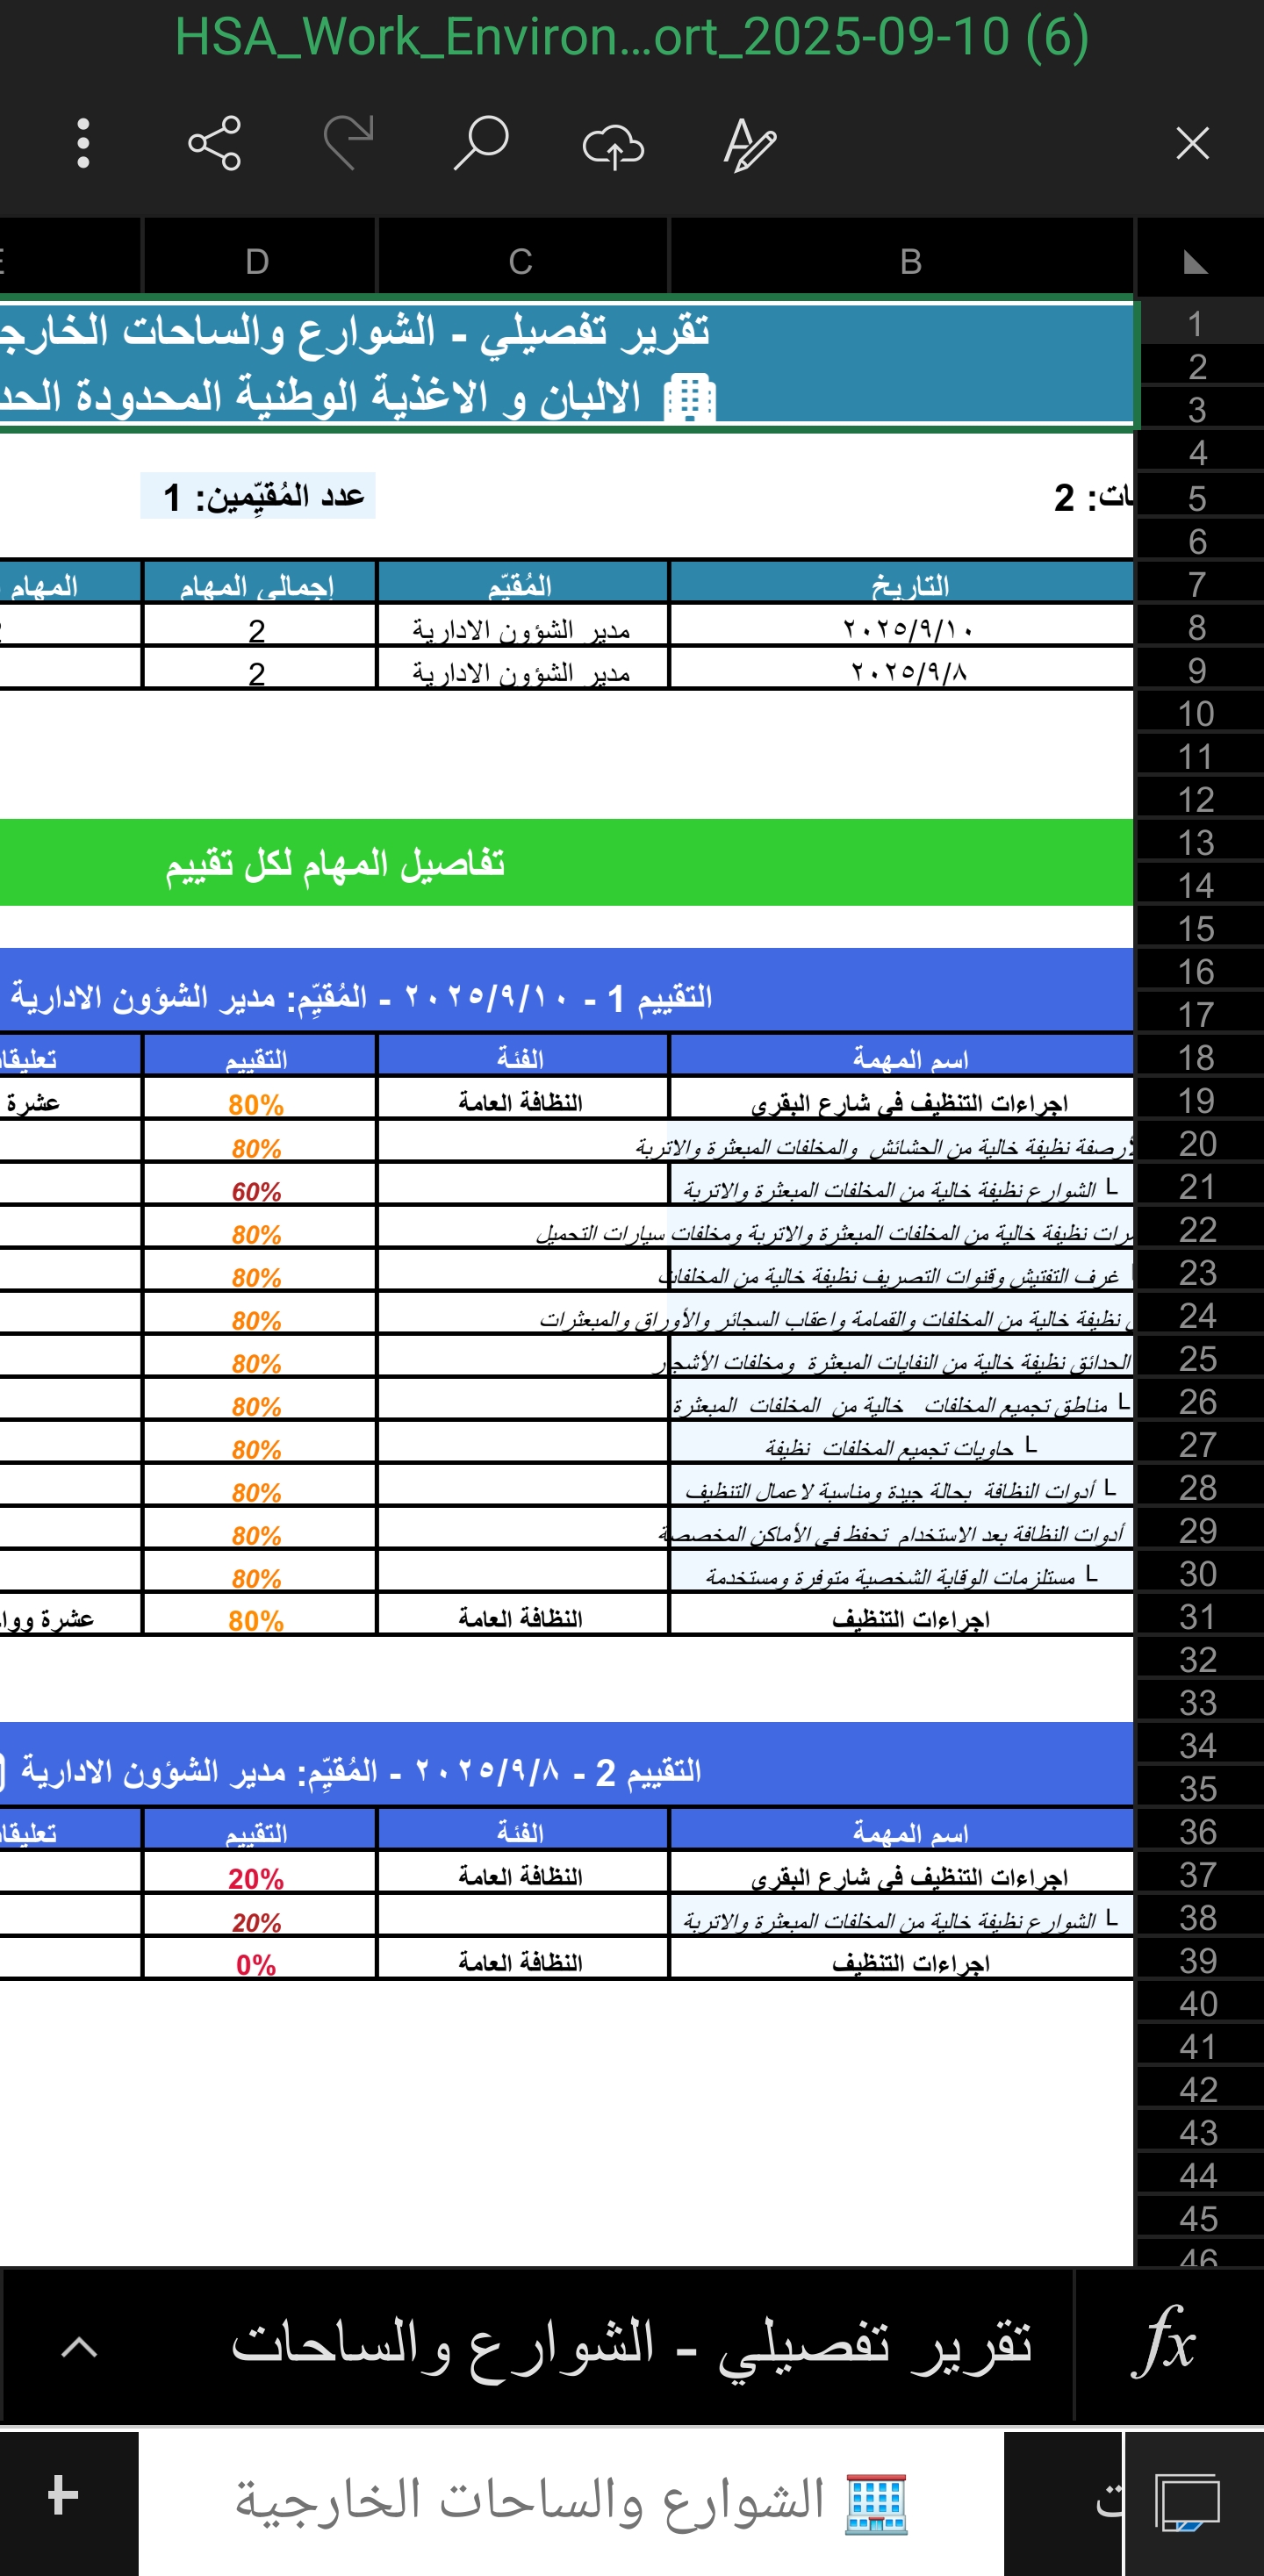 HSA_Work_Environ...ort_2025-09-10 (6)
B C D
1 تقرير تفصيلي - الشوارع والساحات
2
3 🏢 الالبان و الاغذية الوطنية المحدودة
4
5 2 عدد المُقيِّمين: 1
6
7 التاريخ المُقيّم إجمالي المهام المهام
8 ٢٠٢٥/٩/١٠ مدير الشؤون الادارية 2
9 ٢٠٢٥/٩/٨ مدير الشؤون الادارية 2
10
11
12
13 تفاصيل المهام لكل تقييم
14
15
16 التقييم 1 - ٢٠٢٥/٩/١٠ - المُقيِّم: مدير الشؤون الادارية
17
18 اسم المهمة الفئة التقييم
19 اجراءات التنظيف في شارع البقري النظافة العامة 80% عشرة
20 نظيفة خالية من الحشائش والمخلفات المبعثرة والاتربة 80%
21 └ الشوارع نظيفة خالية من المخلفات المبعثرة والاتربة 60%
22 نظيفة خالية من المخلفات المبعثرة والاتربة ومخلفات سيارات التحميل 80%
23 غرف التفتيش وقنوات التصريف نظيفة خالية من المخلفات 80%
24 نظيفة خالية من المخلفات والقمامة واعقاب السجائر والأوراق والمبعثرات 80%
25 الحدائق نظيفة خالية من النفايات المبعثرة ومخلفات الأشجار 80%
26 └ مناطق تجميع المخلفات خالية من المخلفات المبعثرة 80%
27 └ حاويات تجميع المخلفات نظيفة 80%
28 └ أدوات النظافة بحالة جيدة ومناسبة لاعمال التنظيف 80%
29 أدوات النظافة بعد الاستخدام تحفظ في الأماكن المخصصة 80%
30 └ مستلزمات الوقاية الشخصية متوفرة ومستخدمة 80%
31 اجراءات التنظيف النظافة العامة 80% عشرة
32
33
34 التقييم 2 - ٢٠٢٥/٩/٨ - المُقيِّم: مدير الشؤون الادارية
35
36 اسم المهمة الفئة التقييم
37 اجراءات التنظيف في شارع البقري النظافة العامة 20%
38 └ الشوارع نظيفة خالية من المخلفات المبعثرة والاتربة 20%
39 اجراءات التنظيف النظافة العامة 0%
40
41
42
43
44
45
46
fx تقرير تفصيلي - الشوارع والساحات
🏢 الشوارع والساحات الخارجية